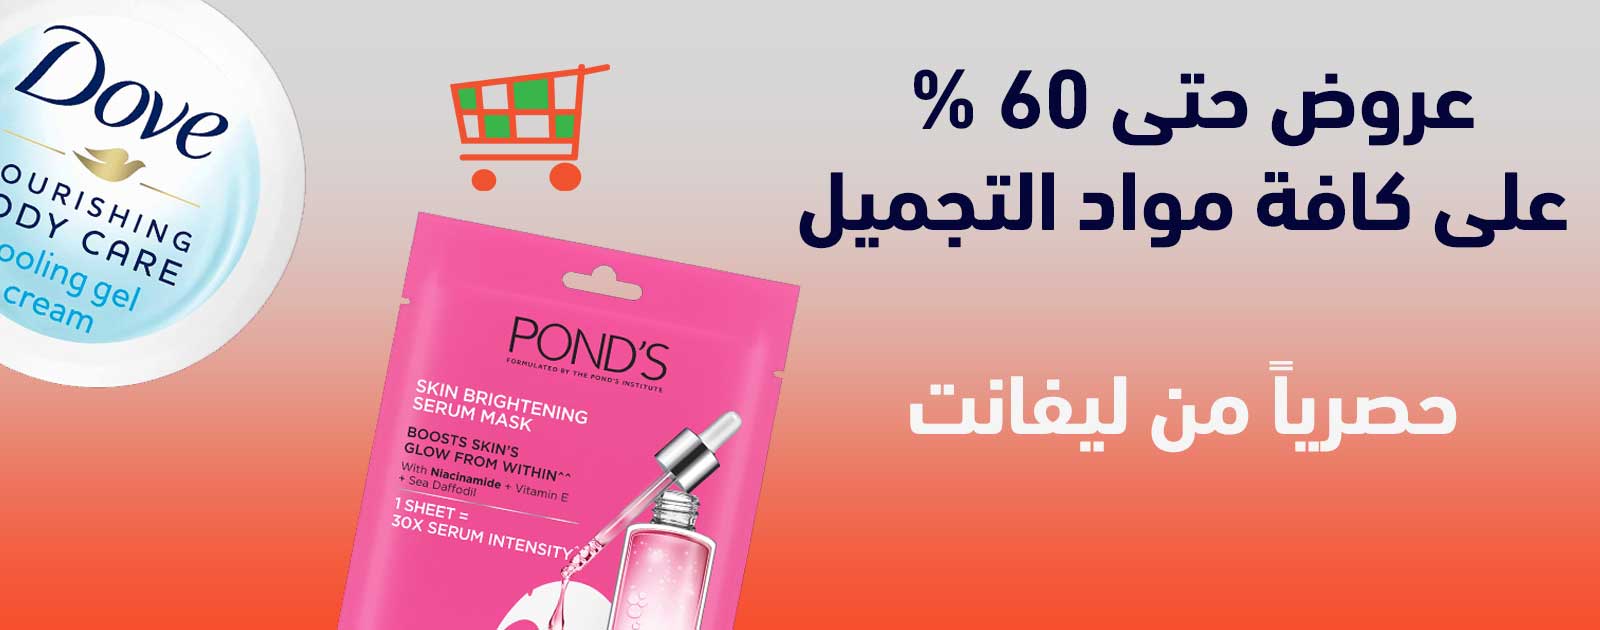 عروض حتى 60 %
على كافة مواد التجميل
حصرياً من ليفانت
Dove
OURISHING
ODY CARE
ooling gel
cream
POND'S
FORMULATED BY THE POND'S INSTITUTE
SKIN BRIGHTENING
SERUM MASK
BOOSTS SKIN'S
GLOW FROM WITHIN^^
With Niacinamide + Vitamin E
+ Sea Daffodil
1 SHEET =
30X SERUM INTENSITY^